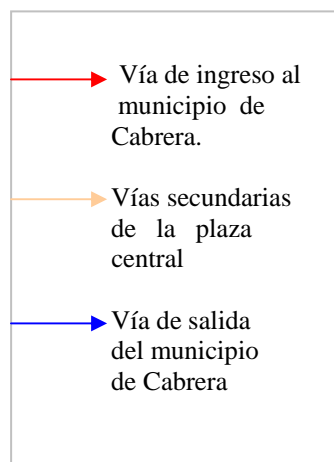 Vía de ingreso al
municipio de
Cabrera.
Vías secundarias
de la plaza
central
Vía de salida
del municipio
de Cabrera